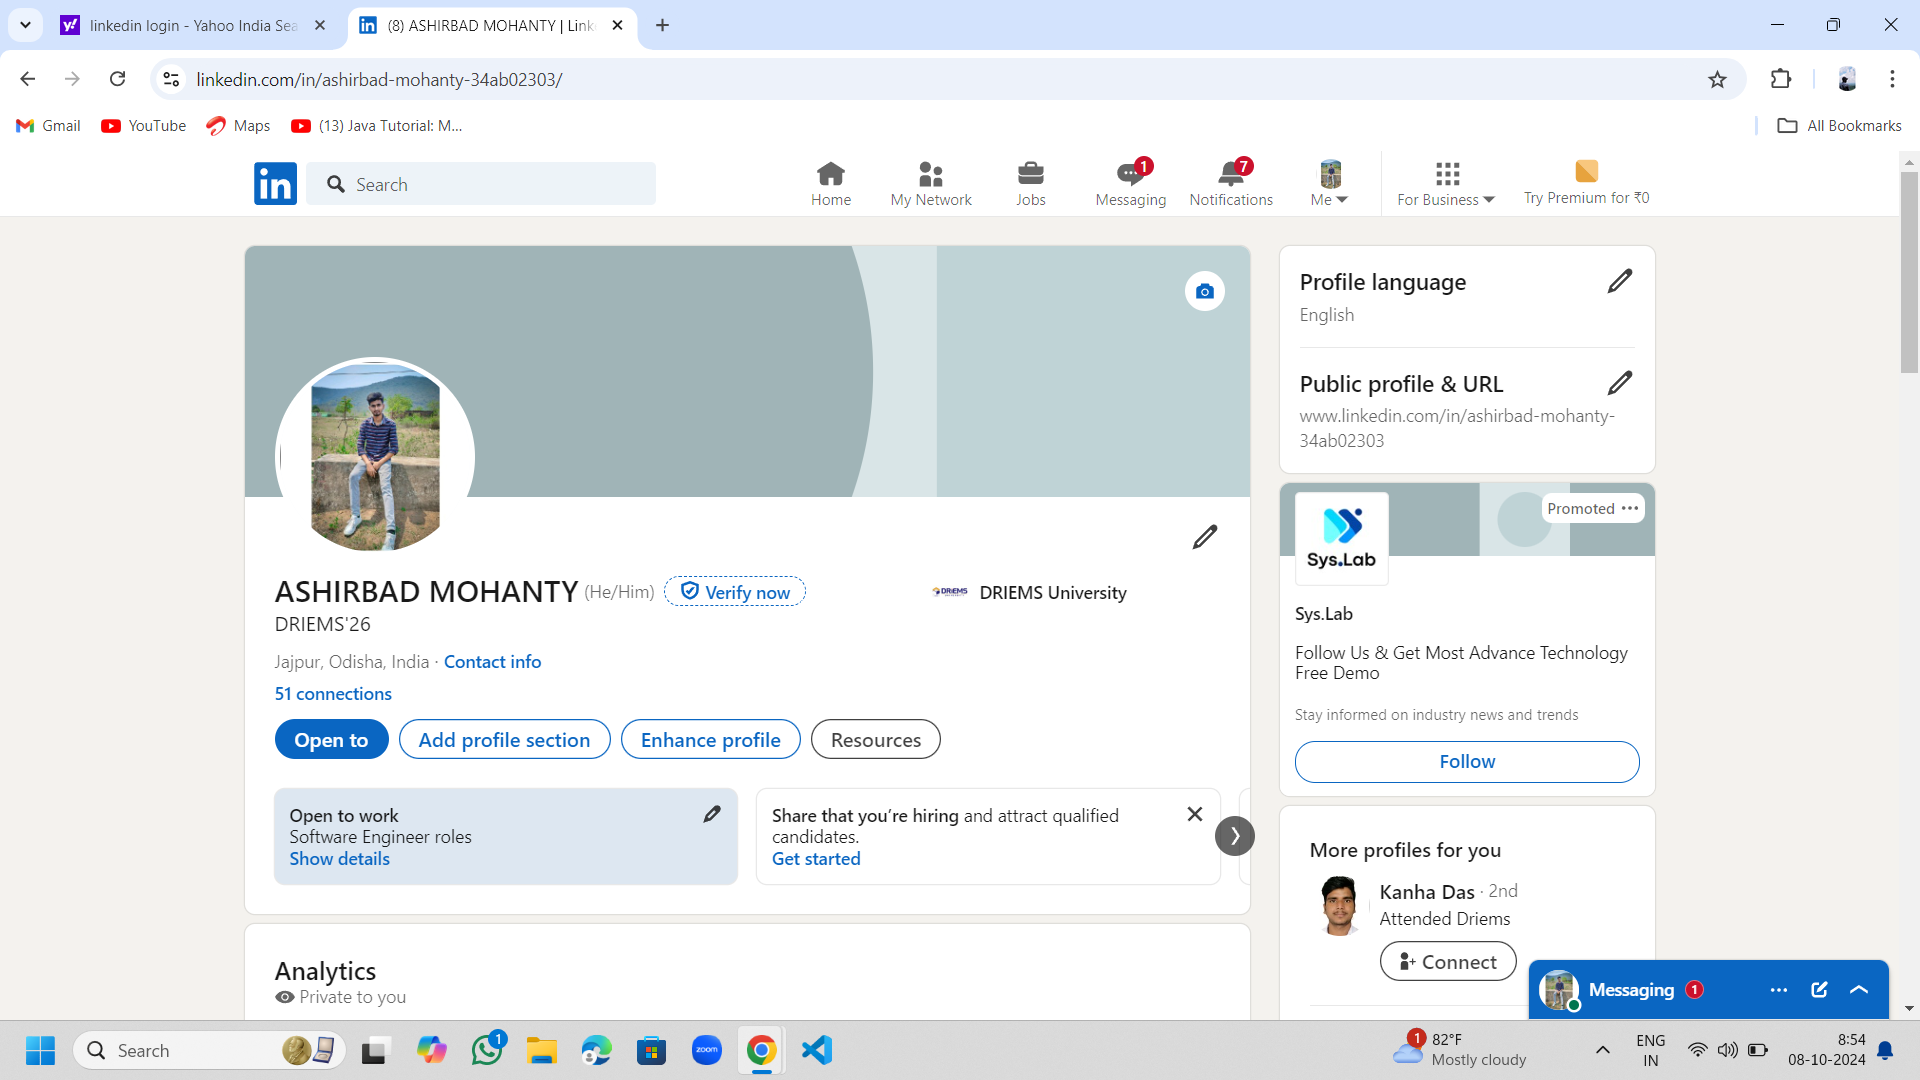 linkedin login - Yahoo India Sea
(8) ASHIRBAD MOHANTY | Link
linkedin.com/in/ashirbad-mohanty-34ab02303/
Gmail
YouTube
Maps
(13) Java Tutorial: M...
All Bookmarks
in
Search
Home
My Network
Jobs
1
Messaging
7
Notifications
Me
For Business
Try Premium for ₹0
ASHIRBAD MOHANTY (He/Him)
Verify now
DRIEMS
DRIEMS University
DRIEMS'26
Jajpur, Odisha, India · Contact info
51 connections
Open to
Add profile section
Enhance profile
Resources
Open to work
Software Engineer roles
Show details
Share that you’re hiring and attract qualified
candidates.
Get started
Analytics
Private to you
Profile language
English
Public profile & URL
www.linkedin.com/in/ashirbad-mohanty-
34ab02303
Promoted
Sys.Lab
Sys.Lab
Follow Us & Get Most Advance Technology
Free Demo
Stay informed on industry news and trends
Follow
More profiles for you
Kanha Das · 2nd
Attended Driems
Connect
Messaging 1
Search
1
zoom
1
82°F
Mostly cloudy
ENG
IN
8:54
08-10-2024